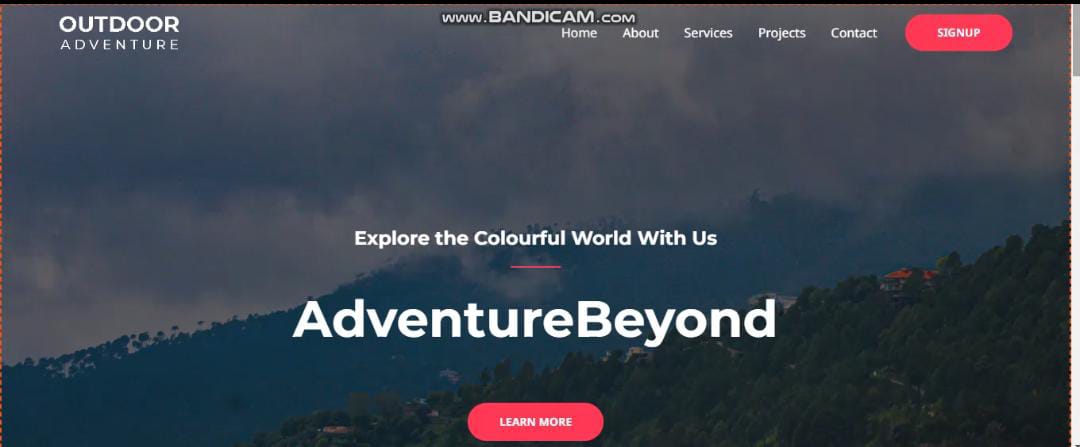 www.BANDICAM.com
OUTDOOR
ADVENTURE
Home About Services Projects Contact SIGNUP
Explore the Colourful World With Us
AdventureBeyond
LEARN MORE